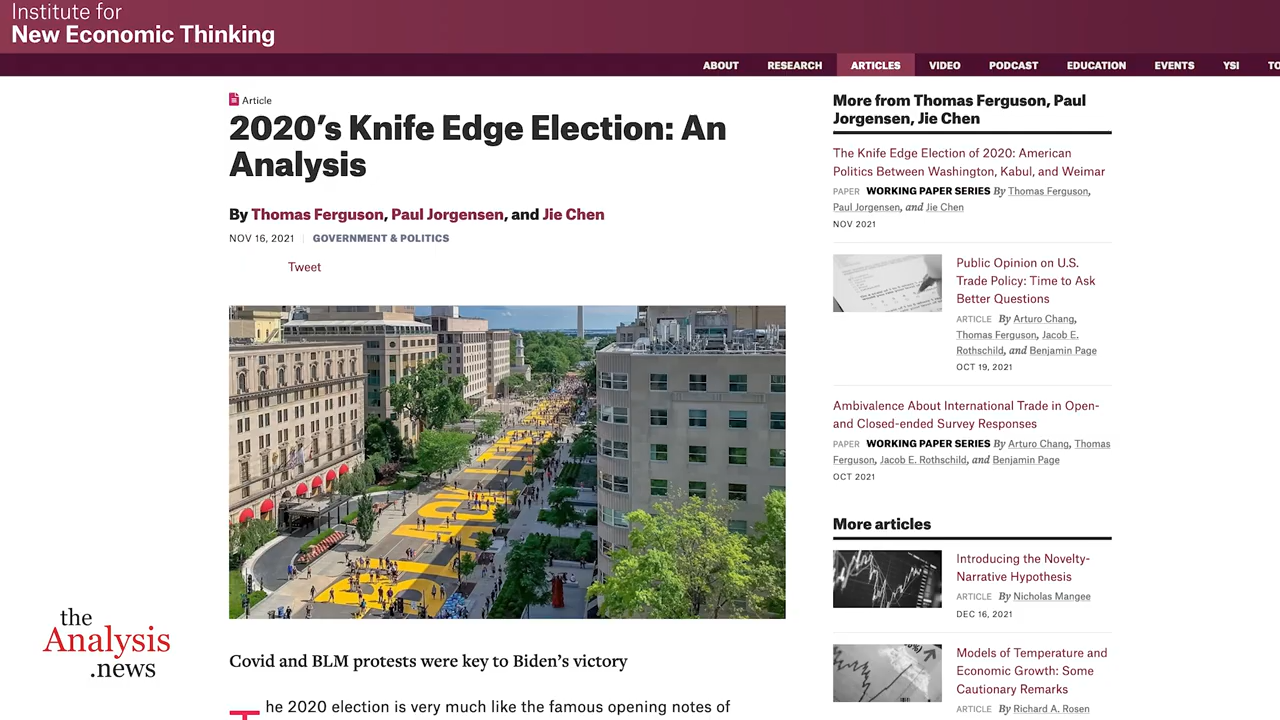 Institute for
New Economic Thinking
ABOUT RESEARCH ARTICLES VIDEO PODCAST EDUCATION EVENTS YSI TO
Article
2020's Knife Edge Election: An
Analysis
By Thomas Ferguson, Paul Jorgensen, and Jie Chen
NOV 16, 2021 GOVERNMENT & POLITICS
Tweet
Covid and BLM protests were key to Biden's victory
The 2020 election is very much like the famous opening notes of
More from Thomas Ferguson, Paul
Jorgensen, Jie Chen
The Knife Edge Election of 2020: American
Politics Between Washington, Kabul, and Weimar
PAPER WORKING PAPER SERIES By Thomas Ferguson,
Paul Jorgensen, and Jie Chen
NOV 2021
Public Opinion on U.S.
Trade Policy: Time to Ask
Better Questions
ARTICLE By Arturo Chang,
Thomas Ferguson, Jacob E.
Rothschild, and Benjamin Page
OCT 19, 2021
Ambivalence About International Trade in Open-
and Closed-ended Survey Responses
PAPER WORKING PAPER SERIES By Arturo Chang, Thomas
Ferguson, Jacob E. Rothschild, and Benjamin Page
OCT 2021
More articles
Introducing the Novelty-
Narrative Hypothesis
ARTICLE By Nicholas Mangee
DEC 16, 2021
Models of Temperature and
Economic Growth: Some
Cautionary Remarks
ARTICLE By Richard A. Rosen
the
Analysis
.news